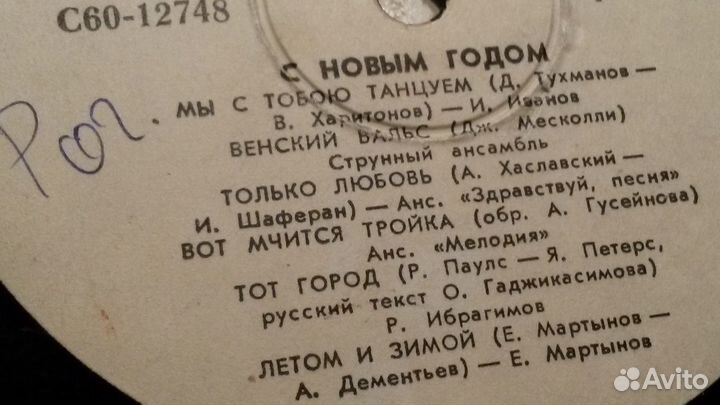 С60-12748
С НОВЫМ ГОДОМ
МЫ С ТОБОЮ ТАНЦУЕМ (Д. Тухманов —
В. Харитонов) — И. Иванов
ВЕНСКИЙ ВАЛЬС (Дж. Месколли)
Струнный ансамбль
ТОЛЬКО ЛЮБОВЬ (А. Хаславский —
И. Шаферан) — Анс. «Здравствуй, песня»
ВОТ МЧИТСЯ ТРОЙКА (обр. А. Гусейнова)
Анс. «Мелодия»
ТОТ ГОРОД (Р. Паулс — Я. Петерс,
русский текст О. Гаджикасимова)
Р. Ибрагимов
ЛЕТОМ И ЗИМОЙ (Е. Мартынов —
А. Дементьев) — Е. Мартынов
Avito